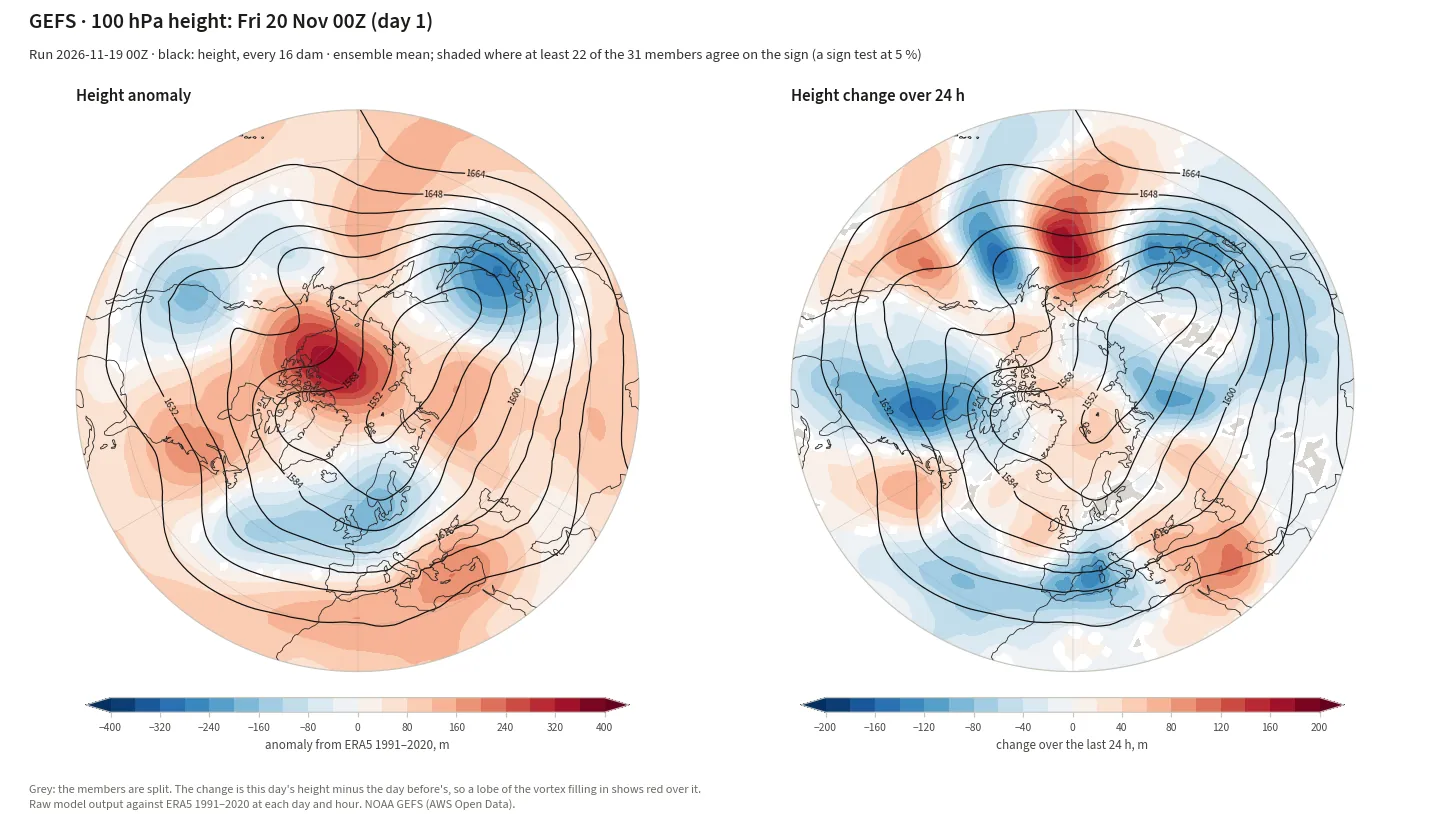 GEFS · 100 hPa height: Fri 20 Nov 00Z (day 1)
Run 2026-11-19 00Z · black: height, every 16 dam · ensemble mean; shaded where at least 22 of the 31 members agree on the sign (a sign test at 5 %)
Height anomaly
Height change over 24 h
1664
1648
1632
1616
1600
1584
1568
1552
1664
1648
1632
1616
1600
1584
1568
1552
−400 −320 −240 −160 −80 0 80 160 240 320 400
anomaly from ERA5 1991–2020, m
−200 −160 −120 −80 −40 0 40 80 120 160 200
change over the last 24 h, m
Grey: the members are split. The change is this day's height minus the day before's, so a lobe of the vortex filling in shows red over it.
Raw model output against ERA5 1991–2020 at each day and hour. NOAA GEFS (AWS Open Data).